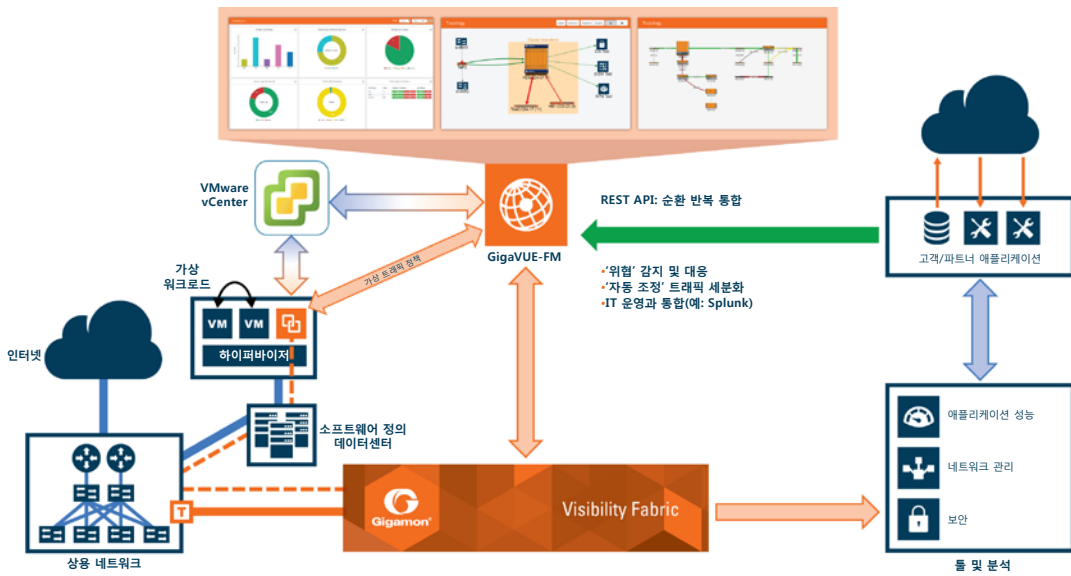 Topology
Topology
VMware
vCenter
GigaVUE-FM
REST API: 순환 반복 통합
•'위협' 감지 및 대응
•'자동 조정' 트래픽 세분화
•IT 운영과 통합(예: Splunk)
고객/파트너 애플리케이션
가상 트래픽 정책
가상
워크로드
VM VM
하이퍼바이저
인터넷
소프트웨어 정의
데이터센터
T
상용 네트워크
Gigamon®
Visibility Fabric
애플리케이션 성능
네트워크 관리
보안
툴 및 분석